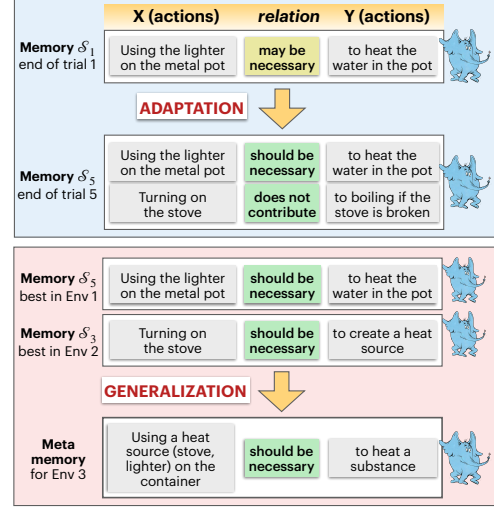 X (actions) relation Y (actions)
Memory 𝒮₁
end of trial 1
Using the lighter
on the metal pot
may be
necessary
to heat the
water in the pot
ADAPTATION
Memory 𝒮₅
end of trial 5
Using the lighter
on the metal pot
should be
necessary
to heat the
water in the pot
Turning on
the stove
does not
contribute
to boiling if the
stove is broken
Memory 𝒮₅
best in Env 1
Using the lighter
on the metal pot
should be
necessary
to heat the
water in the pot
Memory 𝒮₃
best in Env 2
Turning on
the stove
should be
necessary
to create a heat
source
GENERALIZATION
Meta
memory
for Env 3
Using a heat
source (stove,
lighter) on the
container
should be
necessary
to heat a
substance